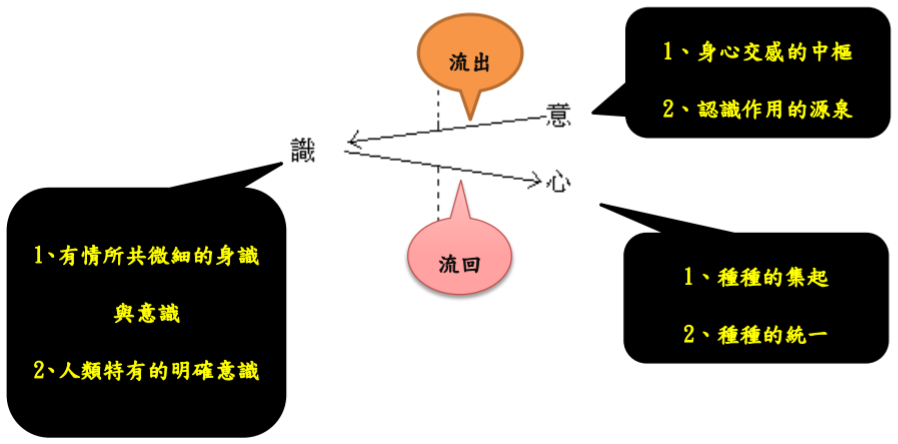 流出
1、身心交感的中樞
2、認識作用的源泉
意
識
心
1、有情所共微細的身識
與意識
2、人類特有的明確意識
流回
1、種種的集起
2、種種的統一